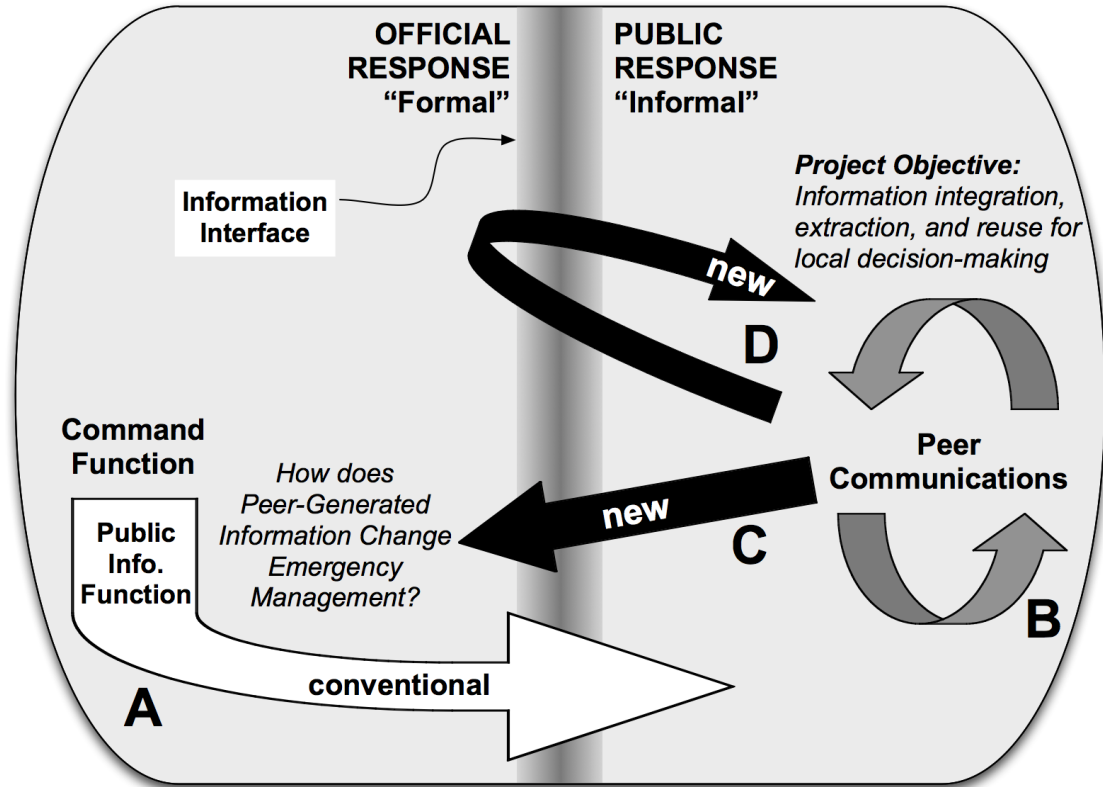 OFFICIAL
RESPONSE
“Formal”
PUBLIC
RESPONSE
“Informal”
Information
Interface
Project Objective:
Information integration,
extraction, and reuse for
local decision-making
new
D
Command
Function
Public
Info.
Function
How does
Peer-Generated
Information Change
Emergency
Management?
new
C
Peer
Communications
B
conventional
A